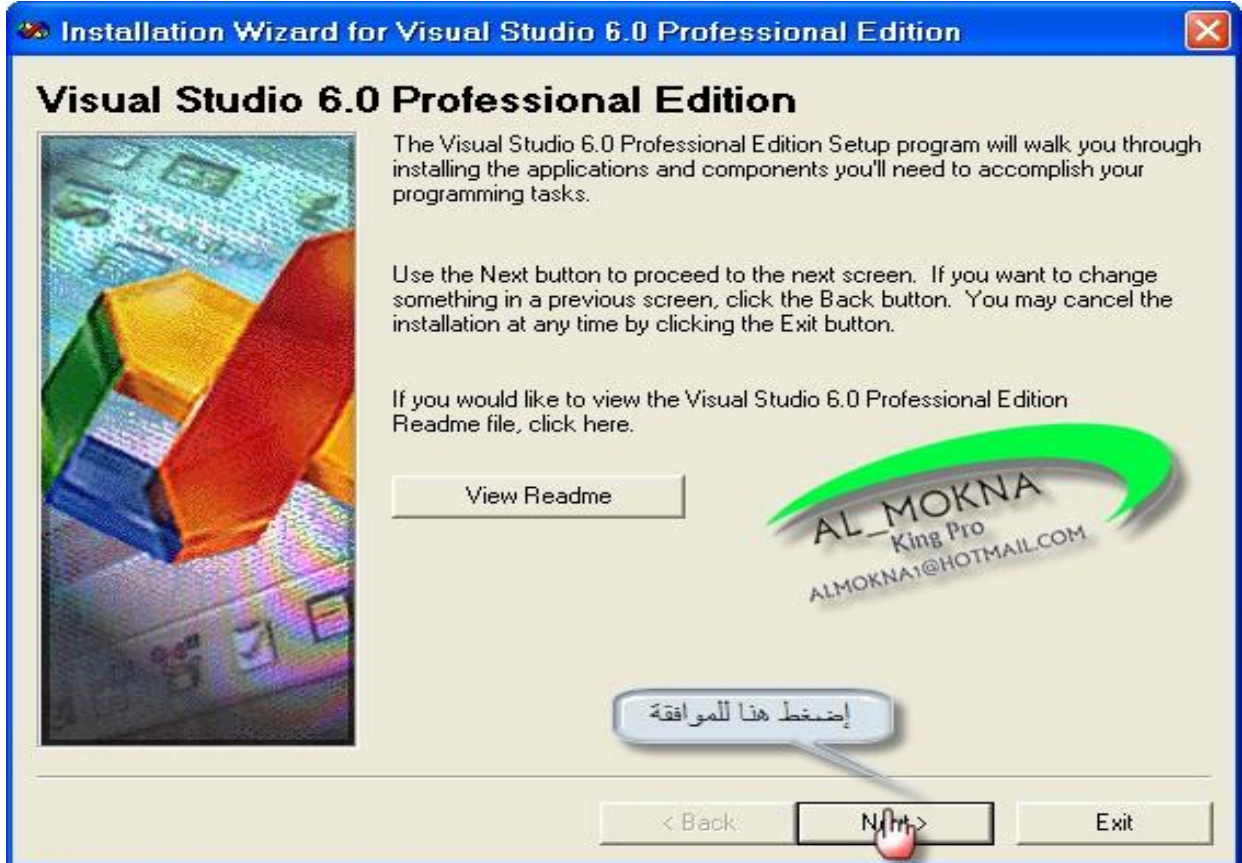 Installation Wizard for Visual Studio 6.0 Professional Edition
Visual Studio 6.0 Professional Edition
The Visual Studio 6.0 Professional Edition Setup program will walk you through
installing the applications and components you'll need to accomplish your
programming tasks.
Use the Next button to proceed to the next screen. If you want to change
something in a previous screen, click the Back button. You may cancel the
installation at any time by clicking the Exit button.
If you would like to view the Visual Studio 6.0 Professional Edition
Readme file, click here.
View Readme
AL_MOKNA
King Pro
ALMOKNA1@HOTMAIL.COM
إضغط هنا للموافقة
< Back
Next >
Exit